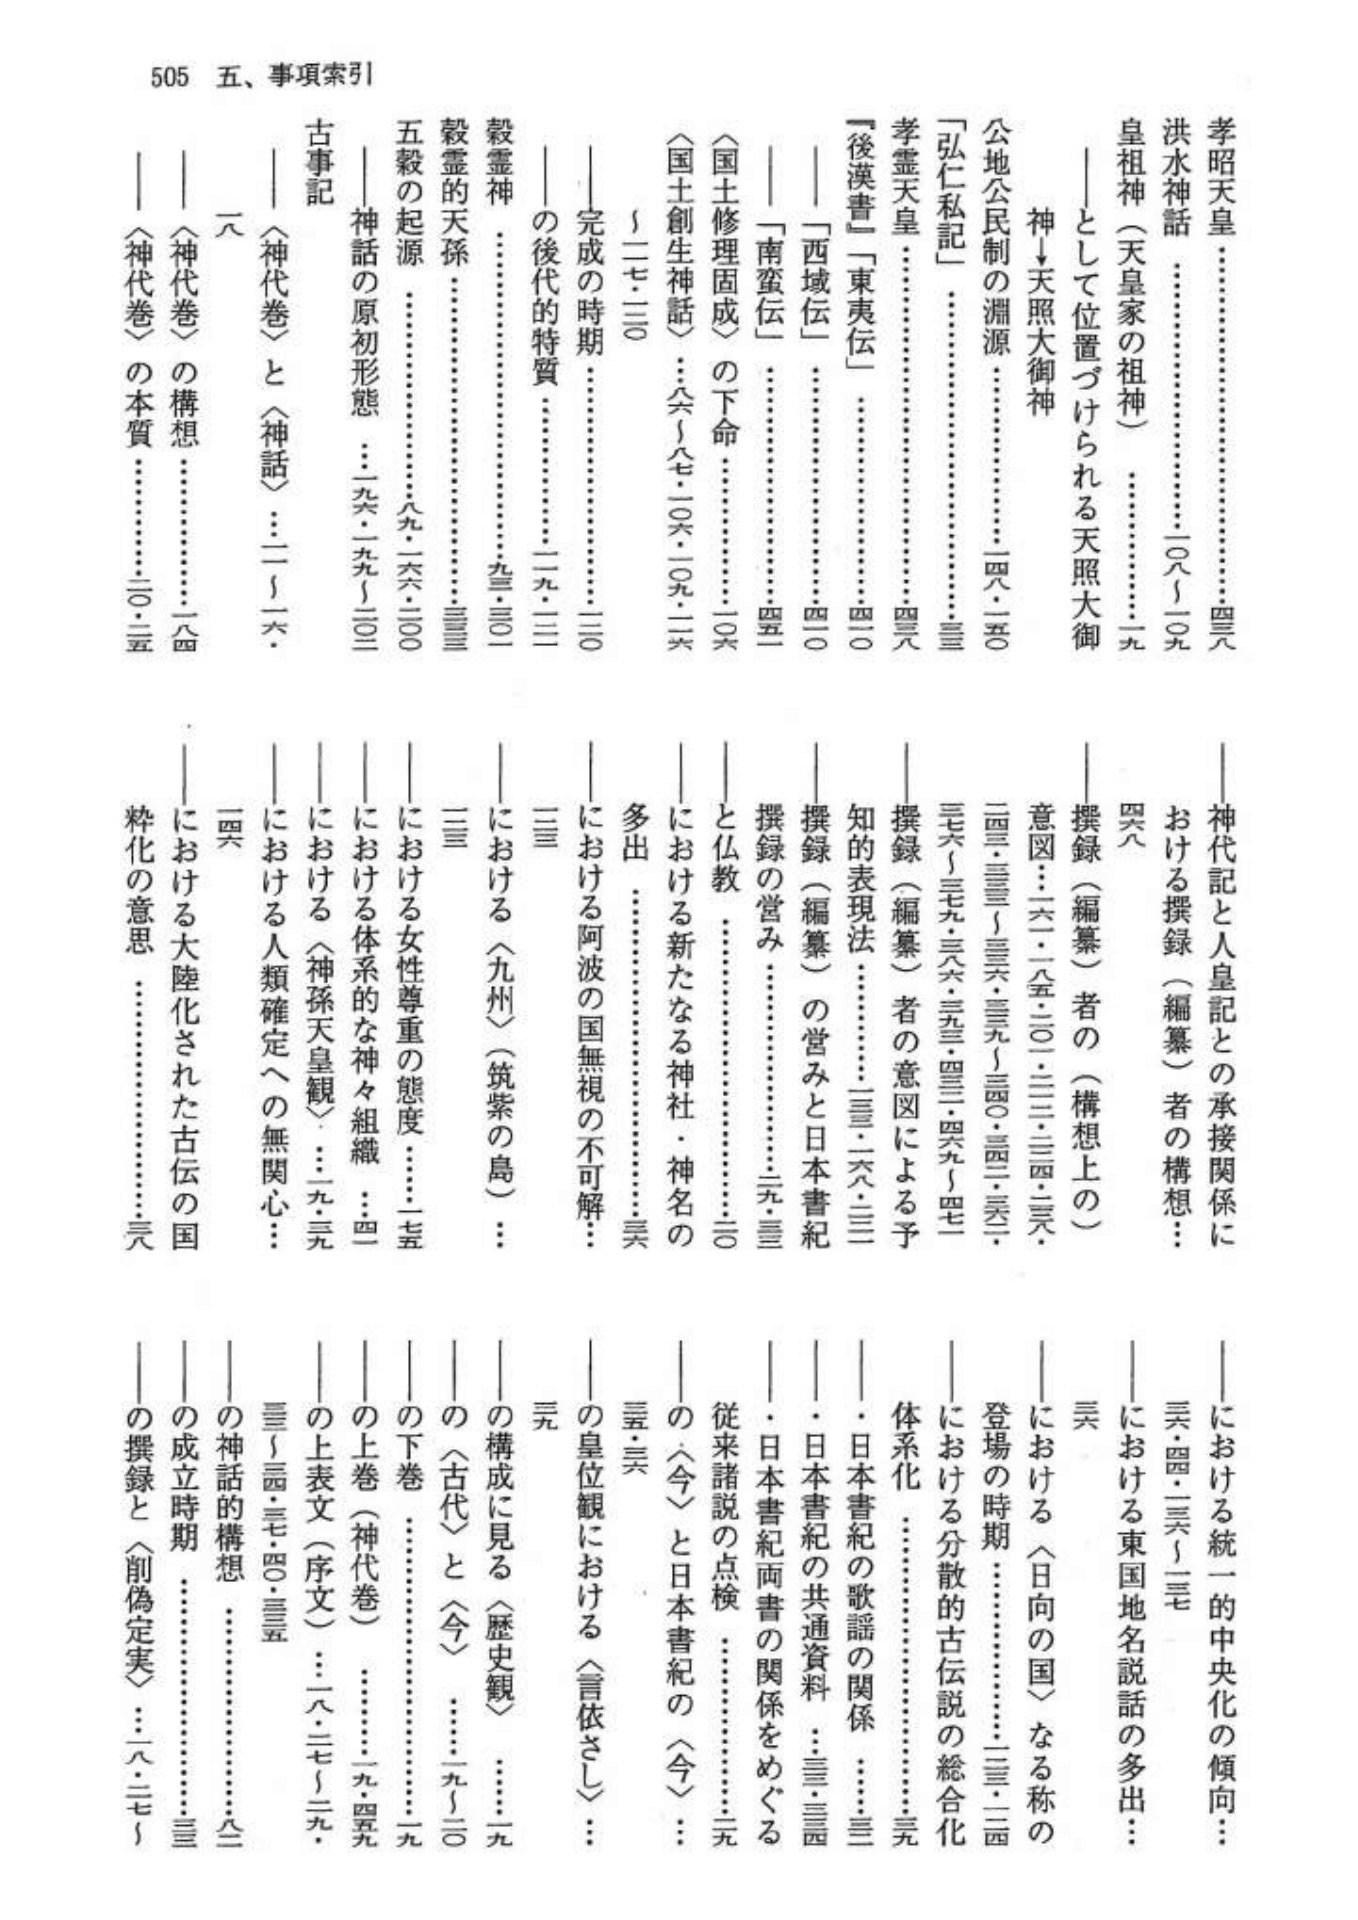 505 五、事項索引
孝昭天皇……四三八
洪水神話……一〇八〜一〇九
皇祖神（天皇家の祖神）……一九
――として位置づけられる天照大御
神→天照大御神
公地公民制の淵源……一四八・一五〇
「弘仁私記」……三三
孝霊天皇……四三八
『後漢書』「東夷伝」……四一〇
――「西域伝」……四一〇
――「南蛮伝」……四五一
〈国土修理固成〉の下命……一〇六
〈国土創生神話〉…八六〜八七・一〇六・一〇九・一一六
〜一一七・一二〇
――完成の時期……一二〇
――の後代的特質……一一九・一二一
穀霊神……九三・三〇一
穀霊的天孫……三三三
五穀の起源……八九・一六六・二〇〇
――神話の原初形態…一九六・一九九〜二〇二
古事記
――〈神代巻〉と〈神話〉…一一〜一六・
一八
――〈神代巻〉の構想……一八四
――〈神代巻〉の本質……二〇・二五
――神代記と人皇記との承接関係に
おける撰録（編纂）者の構想…
四六八
――撰録（編纂）者の（構想上の）
意図…一六一・一八五・二〇一・二一二・二二四・二三八・
二四三・三三三〜三三六・三三九〜三四〇・三四二・三六二・
三七六〜三七九・三八六・三九三・四三二・四六九〜四七一
――撰録（編纂）者の意図による予
知的表現法……一三三・一六八・二二二
――撰録（編纂）の営みと日本書紀
撰録の営み……二九・三三
――と仏教……二〇
――における新たなる神社・神名の
多出……三六
――における阿波の国無視の不可解…
一二三
――における〈九州〉（筑紫の島）…
一二三
――における女性尊重の態度……一七五
――における体系的な神々組織…四一
――における〈神孫天皇観〉…一九・三九
――における人類確定への無関心…
一四六
――における大陸化された古伝の国
粋化の意思……三八
――における統一的中央化の傾向…
三六・四四・一三六〜一三七
――における東国地名説話の多出…
三六
――における〈日向の国〉なる称の
登場の時期……一二三・一二四
――における分散的古伝説の総合化
体系化……三九
――・日本書紀の歌謡の関係……三二
――・日本書紀の共通資料…三三・三三四
――・日本書紀両書の関係をめぐる
従来諸説の点検……二九
――の〈今〉と日本書紀の〈今〉…
三五・三六
――の皇位観における〈言依さし〉…
三九
――の構成に見る〈歴史観〉……一九
――の〈古代〉と〈今〉……一九〜二〇
――の下巻……一九
――の上巻（神代巻）……一九・四五九
――の上表文（序文）…一八・二七〜二九・
三三〜三四・三七・四〇・三三五
――の神話的構想……八二
――の成立時期……三三
――の撰録と〈削偽定実〉…一八・二七〜